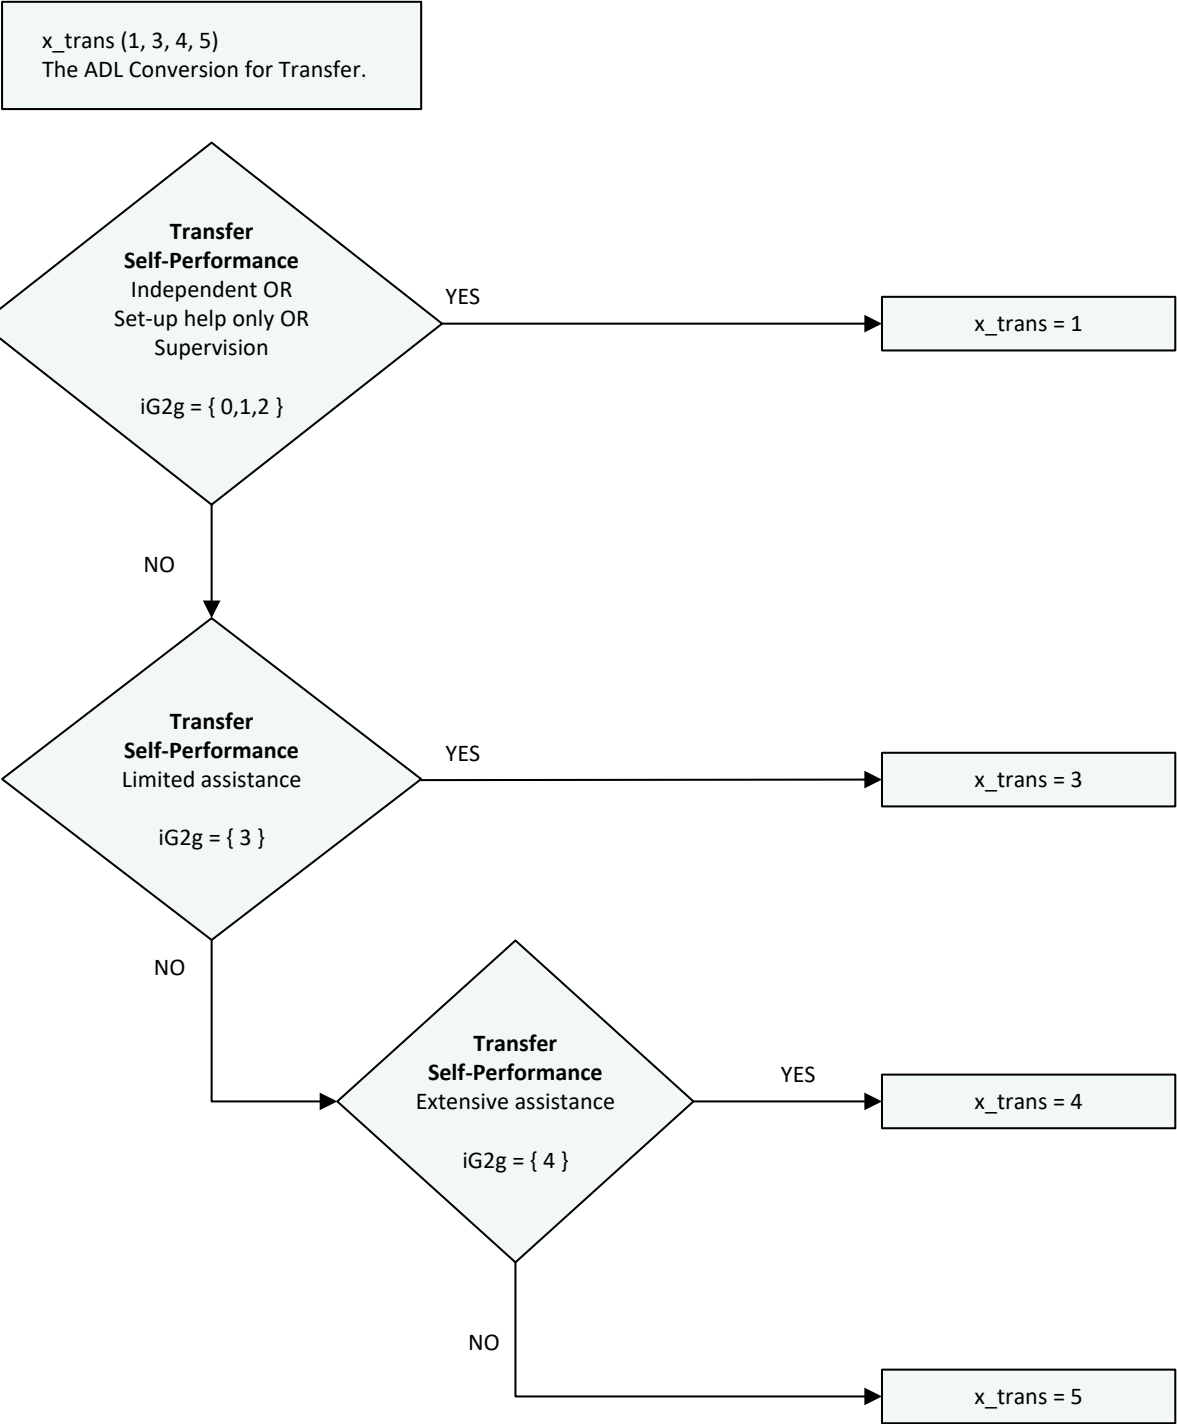 x_trans (1, 3, 4, 5)
The ADL Conversion for Transfer.
Transfer
Self-Performance
Independent OR
Set-up help only OR
Supervision
iG2g = { 0,1,2 }
YES
x_trans = 1
NO
Transfer
Self-Performance
Limited assistance
iG2g = { 3 }
YES
x_trans = 3
NO
Transfer
Self-Performance
Extensive assistance
iG2g = { 4 }
YES
x_trans = 4
NO
x_trans = 5